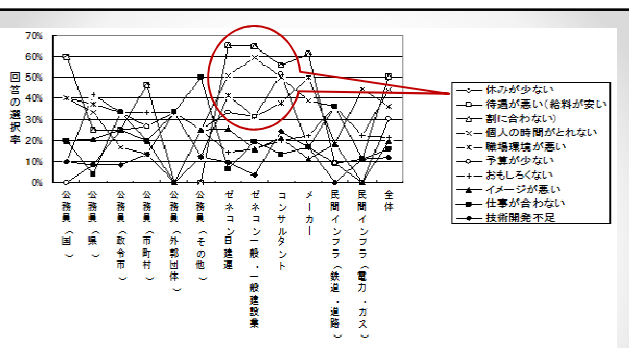 70%
60%
50%
40%
30%
20%
10%
0%
回答の選択率
公務員（国）
公務員（県）
公務員（政令市）
公務員（市町村）
公務員（外郭団体）
公務員（その他）
ゼネコン日建連
ゼネコン一般・一般建設業
コンサルタント
メーカー
民間インフラ（鉄道・道路）
民間インフラ（電力・ガス）
全体
休みが少ない
待遇が悪い（給料が安い
割に合わない）
個人の時間がとれない
職場環境が悪い
予算が少ない
おもしろくない
イメージが悪い
仕事が合わない
技術開発不足